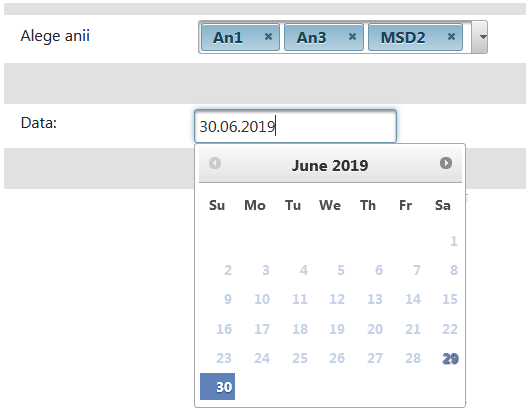 Alege anii An1 × An3 × MSD2 ×
Data: 30.06.2019
June 2019
Su Mo Tu We Th Fr Sa
1
2 3 4 5 6 7 8
9 10 11 12 13 14 15
16 17 18 19 20 21 22
23 24 25 26 27 28 29
30